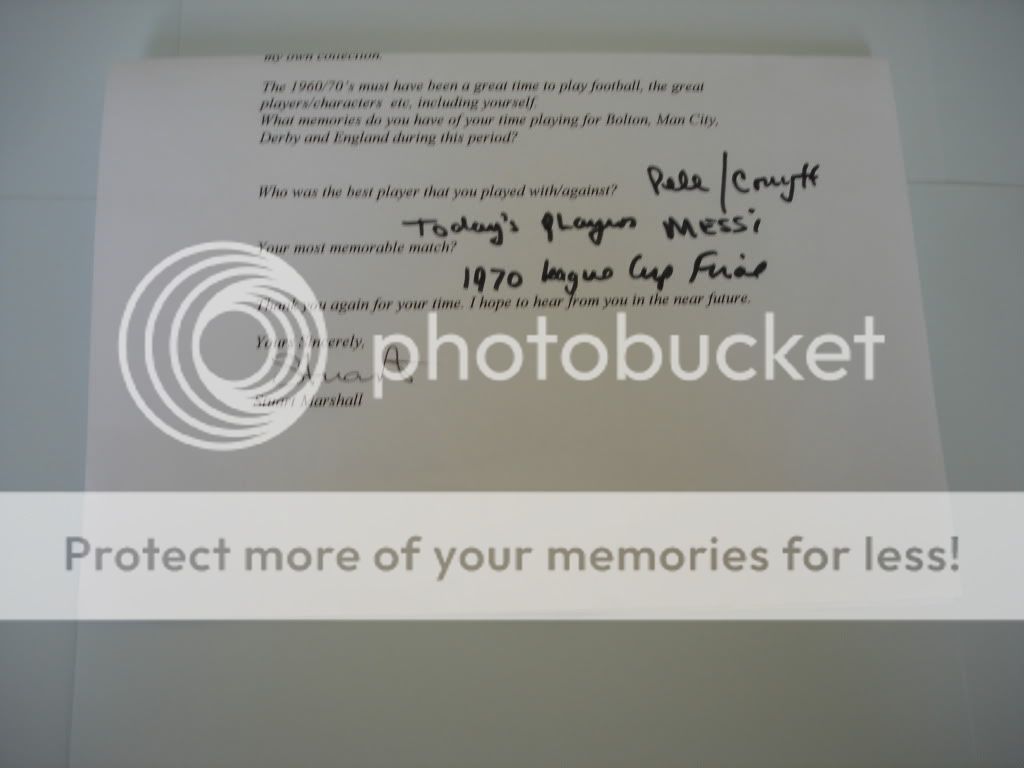 my own collection.
The 1960/70's must have been a great time to play football, the great
players/characters etc, including yourself.
What memories do you have of your time playing for Bolton, Man City,
Derby and England during this period?
Who was the best player that you played with/against? Pele/Cruyff
Today's players MESSI
Your most memorable match?
1970 League Cup Final
Thank you again for your time. I hope to hear from you in the near future.
Yours Sincerely,
Stuart
Stuart Marshall
photobucket
Protect more of your memories for less!